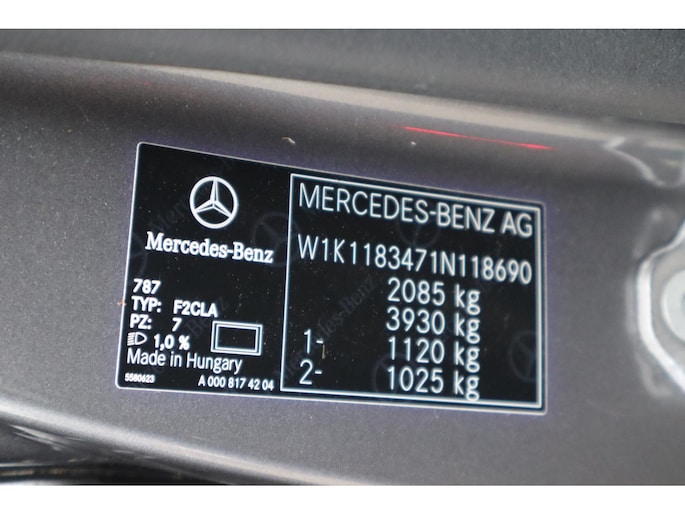 Mercedes-Benz
787
TYP: F2CLA
PZ: 7
1,0 %
Made in Hungary
5580623 A 000 817 42 04
MERCEDES-BENZ AG
W1K1183471N118690
2085 kg
3930 kg
1- 1120 kg
2- 1025 kg